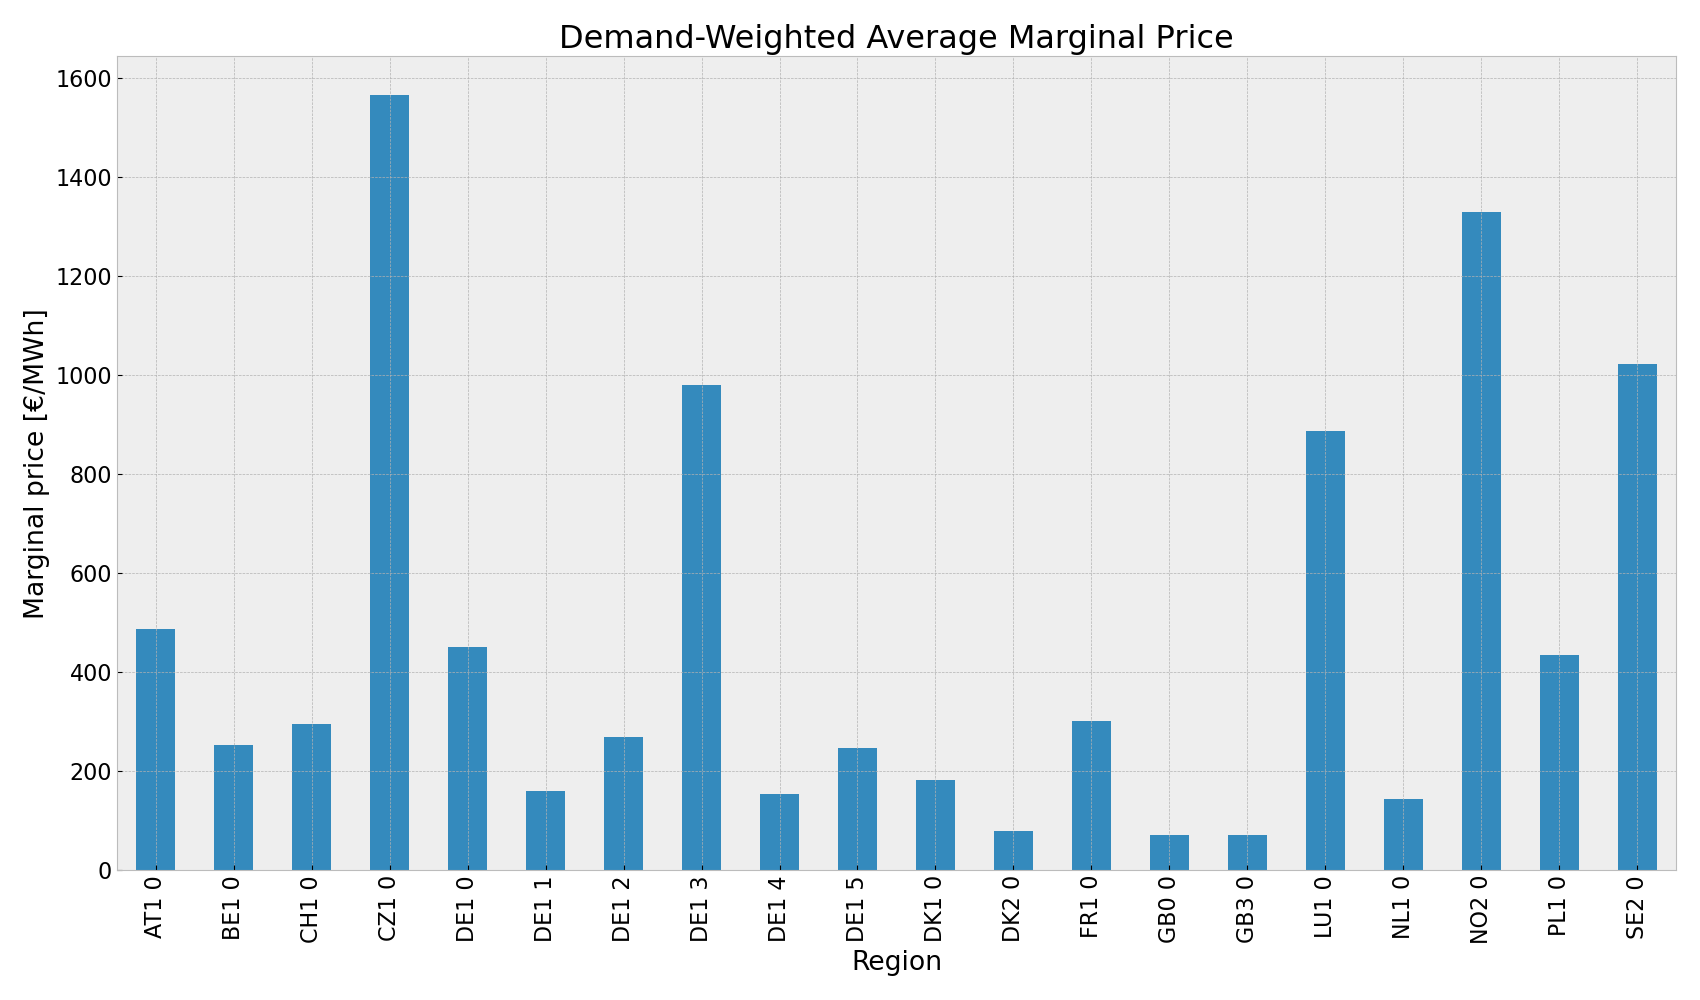 Demand-Weighted Average Marginal Price
Marginal price [€/MWh]
1600
1400
1200
1000
800
600
400
200
0
AT1 0
BE1 0
CH1 0
CZ1 0
DE1 0
DE1 1
DE1 2
DE1 3
DE1 4
DE1 5
DK1 0
DK2 0
FR1 0
GB0 0
GB3 0
LU1 0
NL1 0
NO2 0
PL1 0
SE2 0
Region